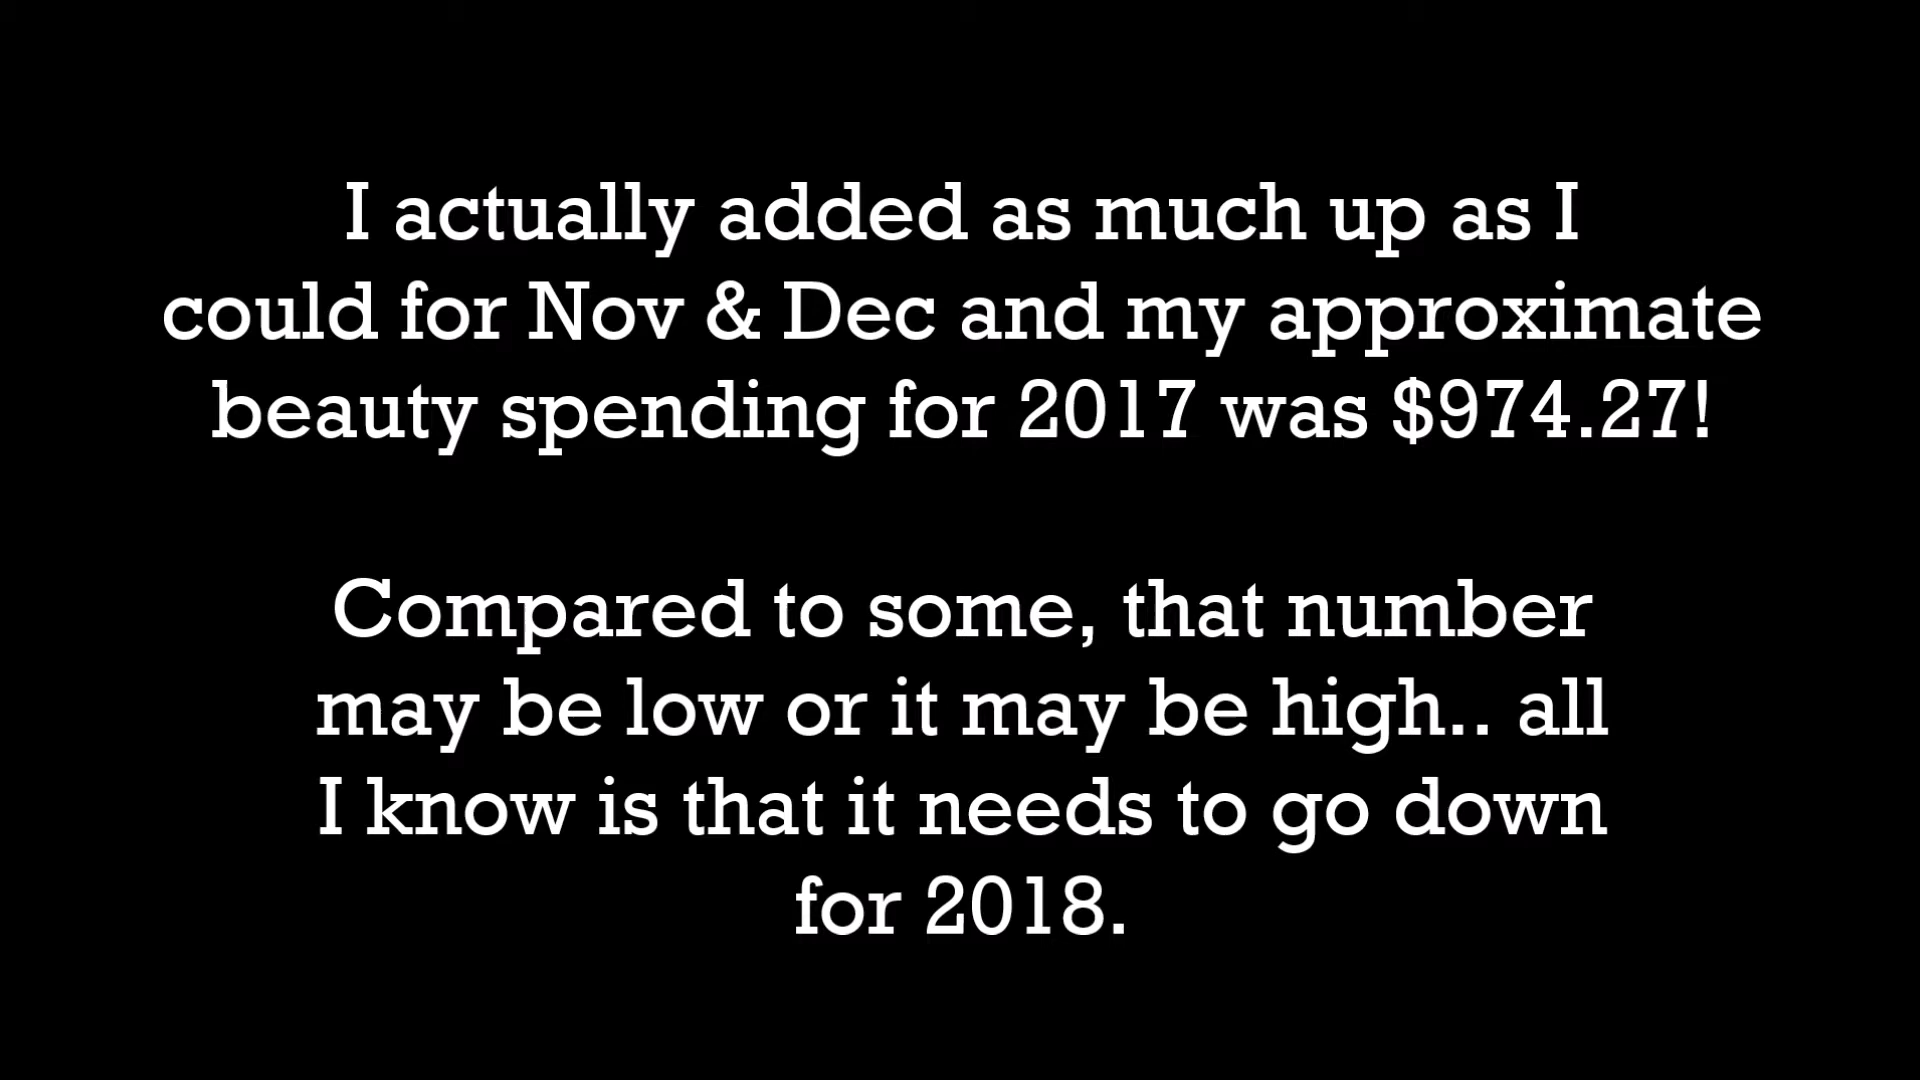 I actually added as much up as I
could for Nov & Dec and my approximate
beauty spending for 2017 was $974.27!
Compared to some, that number
may be low or it may be high.. all
I know is that it needs to go down
for 2018.